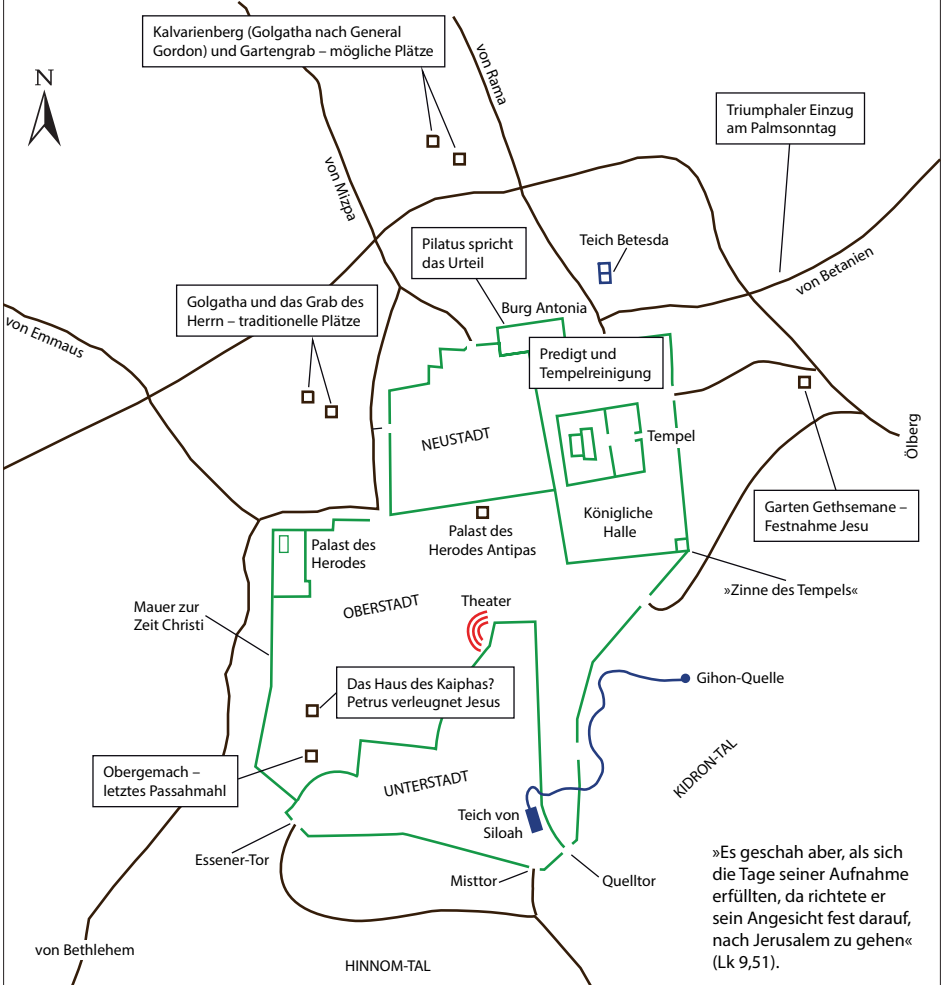 Kalvarienberg (Golgatha nach General
Gordon) und Gartengrab – mögliche Plätze
N
von Rama
von Mizpa
Triumphaler Einzug
am Palmsonntag
Pilatus spricht
das Urteil
Teich Betesda
von Betanien
Golgatha und das Grab des
Herrn – traditionelle Plätze
Burg Antonia
von Emmaus
Predigt und
Tempelreinigung
NEUSTADT
Tempel
Ölberg
Garten Gethsemane –
Festnahme Jesu
Königliche
Halle
Palast des
Herodes Antipas
Palast des
Herodes
»Zinne des Tempels«
Mauer zur
Zeit Christi
OBERSTADT
Theater
Das Haus des Kaiphas?
Petrus verleugnet Jesus
Gihon-Quelle
KIDRON-TAL
Obergemach –
letztes Passahmahl
UNTERSTADT
Teich von
Siloah
Essener-Tor
Misttor
Quelltor
»Es geschah aber, als sich
die Tage seiner Aufnahme
erfüllten, da richtete er
sein Angesicht fest darauf,
nach Jerusalem zu gehen«
(Lk 9,51).
von Bethlehem
HINNOM-TAL